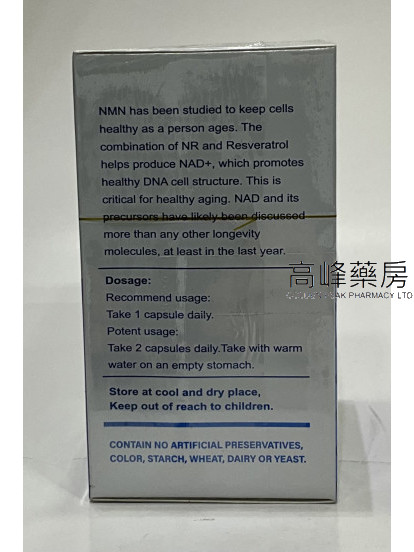 NMN has been studied to keep cells
healthy as a person ages. The
combination of NR and Resveratrol
helps produce NAD+, which promotes
healthy DNA cell structure. This is
critical for healthy aging. NAD and its
precursors have likely been discussed
more than any other longevity
molecules, at least in the last year.
高峰藥房
PHARMACY LTD
Dosage:
Recommend usage:
Take 1 capsule daily.
Potent usage:
Take 2 capsules daily.Take with warm
water on an empty stomach.
Store at cool and dry place,
Keep out of reach to children.
CONTAIN NO ARTIFICIAL PRESERVATIVES,
COLOR, STARCH, WHEAT, DAIRY OR YEAST.